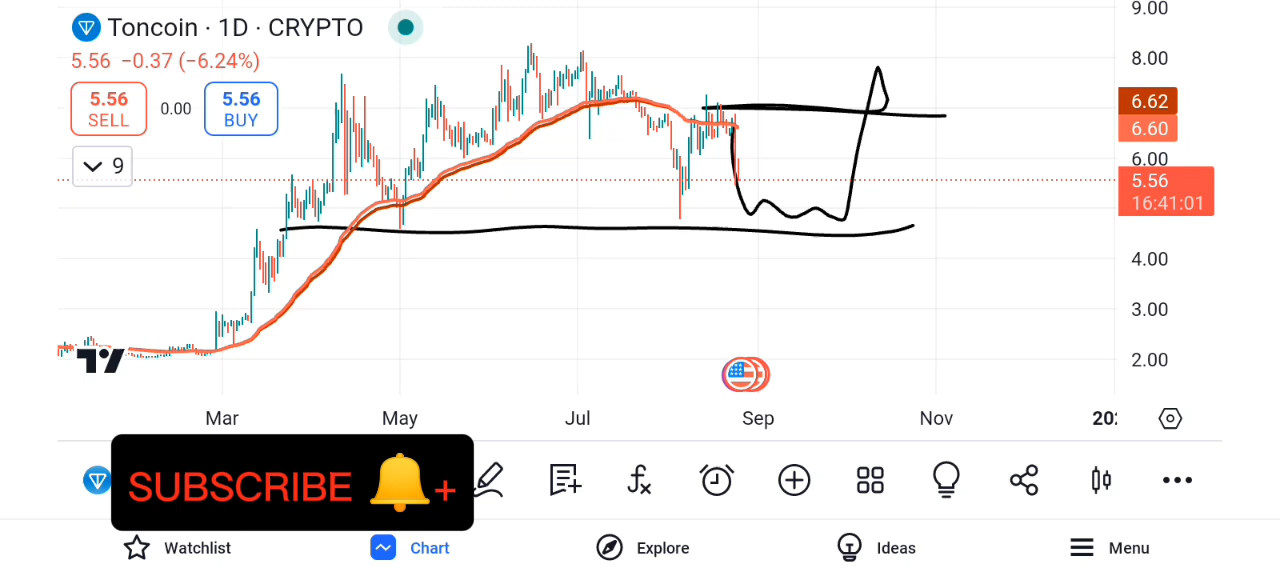 Toncoin · 1D · CRYPTO
5.56 −0.37 (−6.24%)
5.56
SELL
0.00
5.56
BUY
9
9.00
8.00
6.62
6.60
6.00
5.56
16:41:01
4.00
3.00
2.00
Mar
May
Jul
Sep
Nov
20:
SUBSCRIBE
Watchlist
Chart
Explore
Ideas
Menu